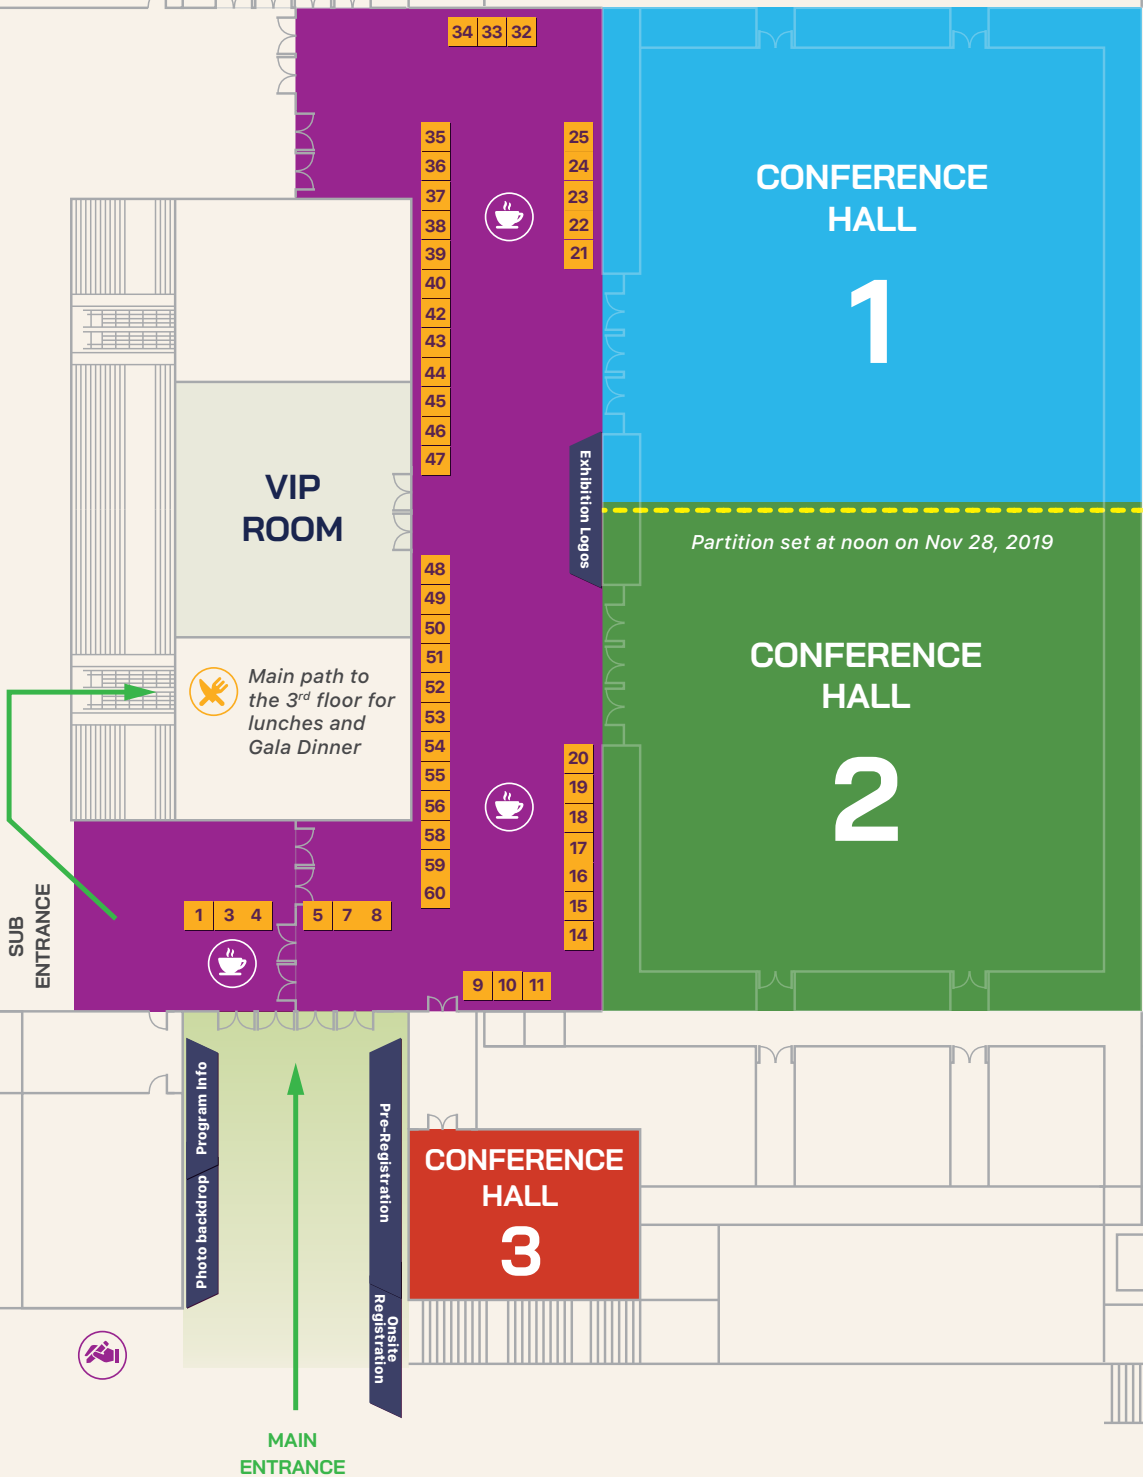 34 33 32
35
36
37
38
39
40
42
43
44
45
46
47
25
24
23
22
21
CONFERENCE
HALL
1
VIP
ROOM
Exhibition Logos
Partition set at noon on Nov 28, 2019
48
49
50
51
52
53
54
55
56
58
59
60
CONFERENCE
HALL
2
Main path to
the 3rd floor for
lunches and
Gala Dinner
20
19
18
17
16
15
14
SUB
ENTRANCE
1 3 4
5 7 8
9 10 11
Program Info
Photo backdrop
Pre-Registration
Onsite
Registration
CONFERENCE
HALL
3
MAIN
ENTRANCE